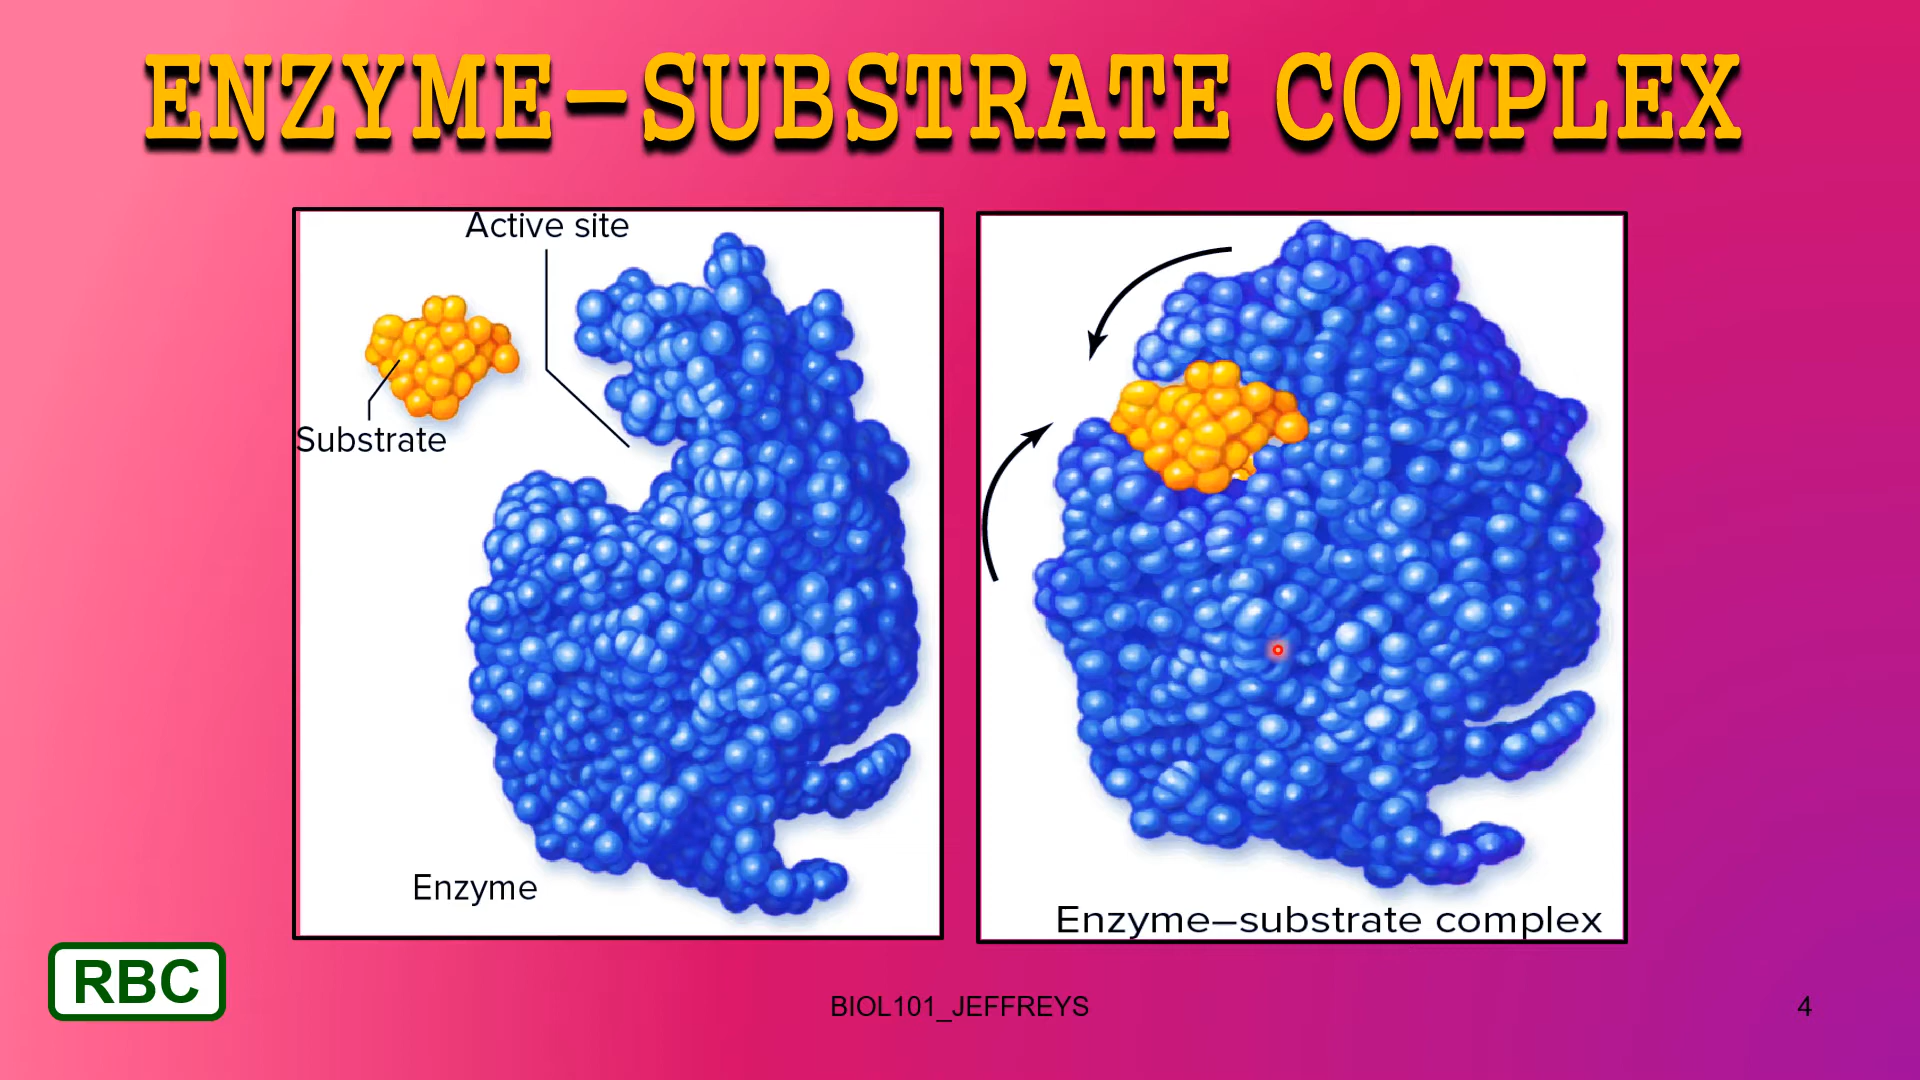 ENZYME–SUBSTRATE COMPLEX
Active site
Substrate
Enzyme
Enzyme–substrate complex
RBC
BIOL101_JEFFREYS
4